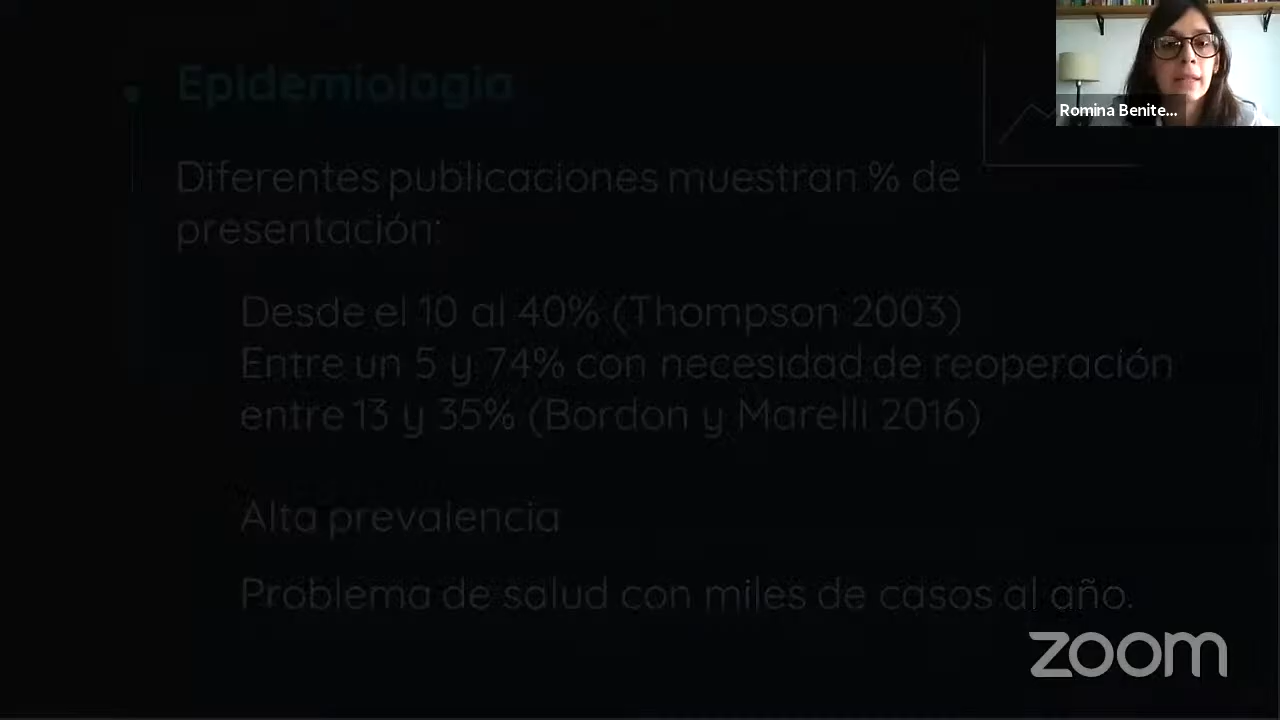 Epidemiologia
Romina Benite...
Diferentes publicaciones muestran % de
presentación:
Desde el 10 al 40% (Thompson 2003)
Entre un 5 y 74% con necesidad de reoperación
entre 13 y 35% (Bordon y Marelli 2016)
Alta prevalencia
Problema de salud con miles de casos al año.
zoom